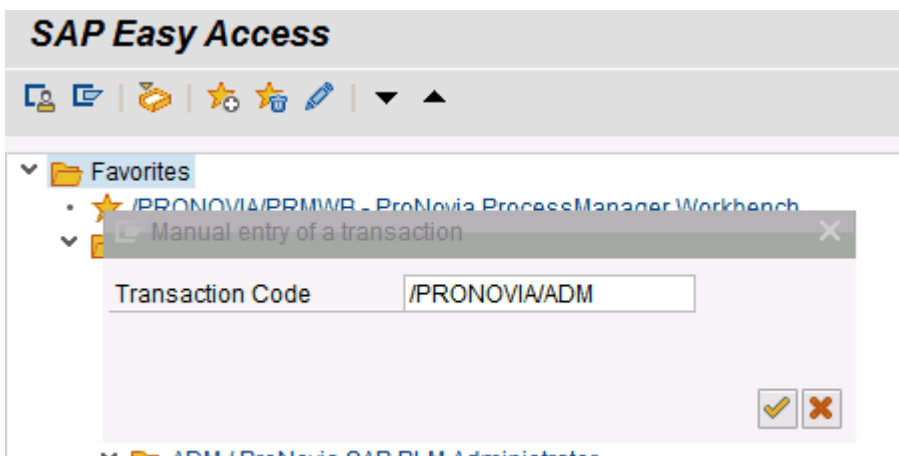 SAP Easy Access
Favorites
/PRONOVIA/PRMWB - ProNovia ProcessManager Workbench
Manual entry of a transaction
Transaction Code /PRONOVIA/ADM
ADM / ProNovia SAP PLM Administrator